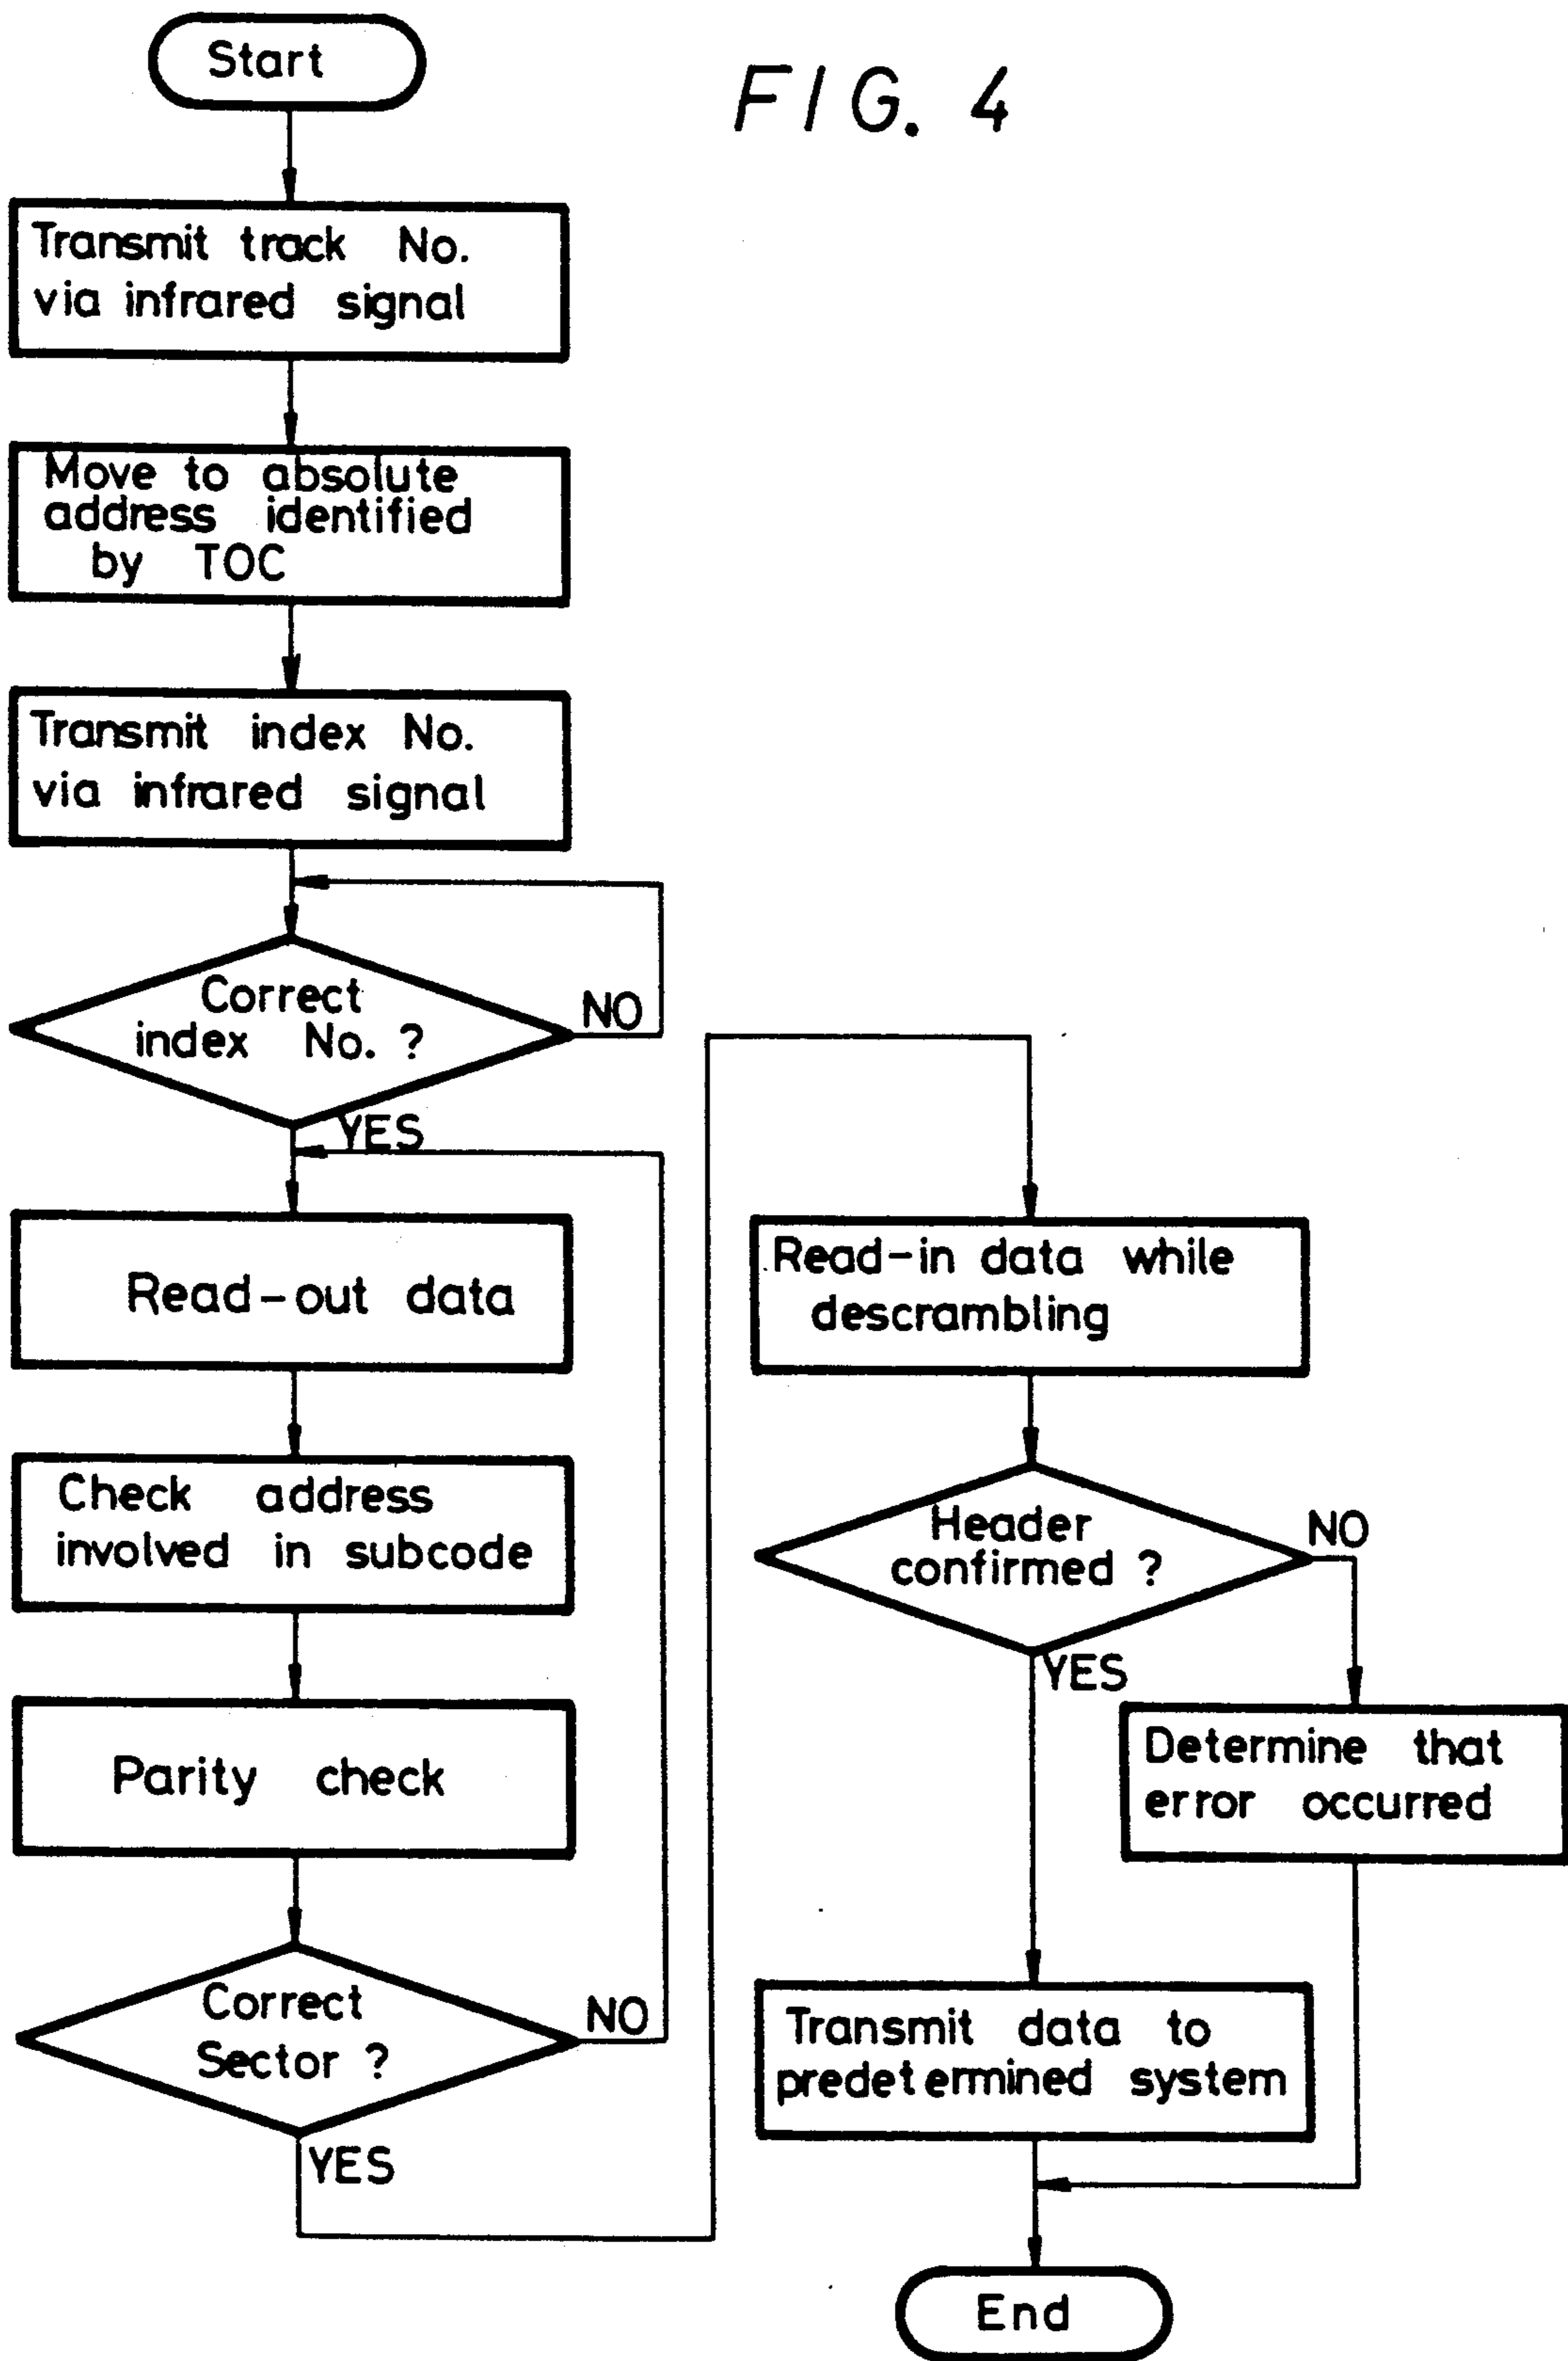 FIG. 4
Start
Transmit track No.
via infrared signal
Move to absolute
address identified
by TOC
Transmit index No.
via infrared signal
Correct
index No. ?
NO
YES
Read-out data
Check address
involved in subcode
Parity check
Correct
Sector ?
NO
YES
Read-in data while
descrambling
Header
confirmed ?
NO
YES
Determine that
error occurred
Transmit data to
predetermined system
End